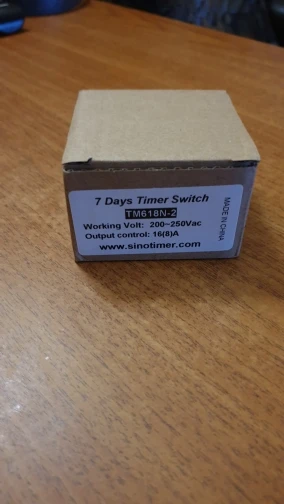 7 Days Timer Switch
TM618N-2
Working Volt: 200~250Vac
Output control: 16(8)A
www.sinotimer.com
MADE IN CHINA